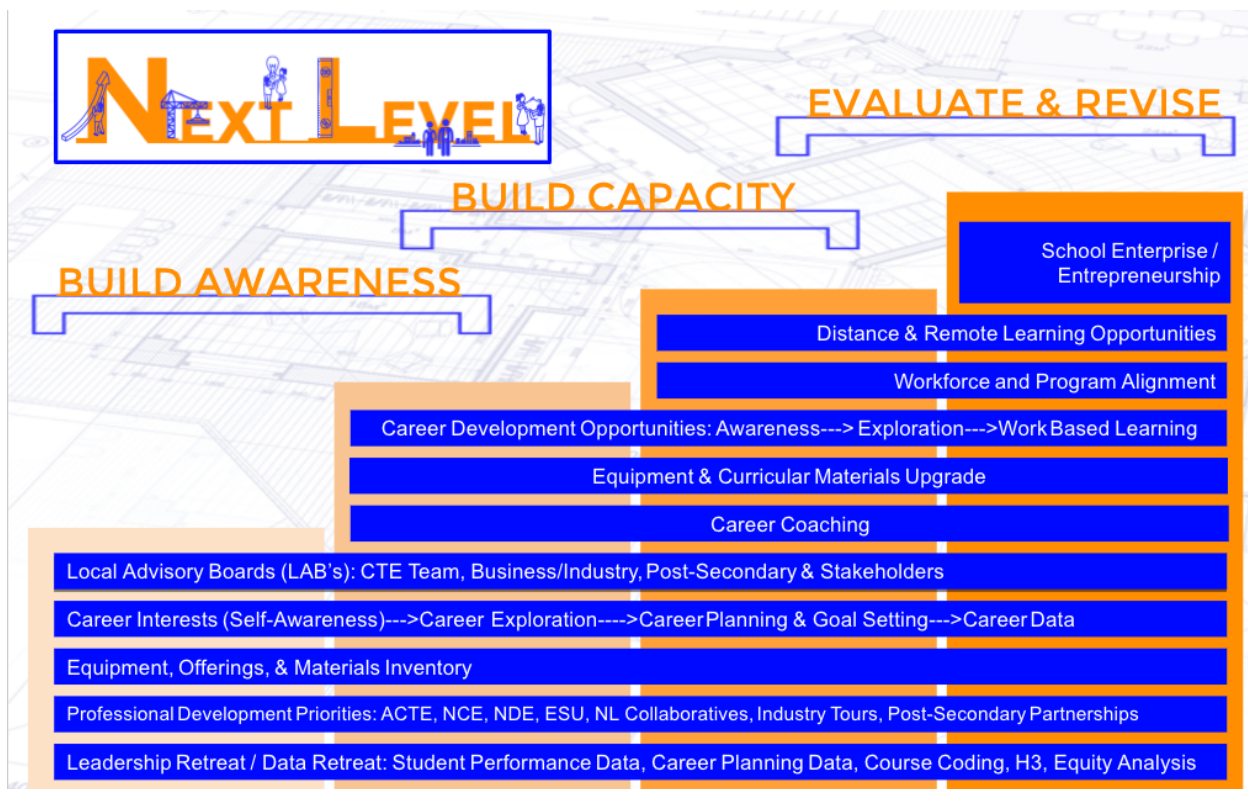 NEXT LEVEL
EVALUATE & REVISE
BUILD CAPACITY
BUILD AWARENESS
School Enterprise /
Entrepreneurship
Distance & Remote Learning Opportunities
Workforce and Program Alignment
Career Development Opportunities: Awareness---> Exploration--->Work Based Learning
Equipment & Curricular Materials Upgrade
Career Coaching
Local Advisory Boards (LAB's): CTE Team, Business/Industry, Post-Secondary & Stakeholders
Career Interests (Self-Awareness)--->Career Exploration---->Career Planning & Goal Setting--->Career Data
Equipment, Offerings, & Materials Inventory
Professional Development Priorities: ACTE, NCE, NDE, ESU, NL Collaboratives, Industry Tours, Post-Secondary Partnerships
Leadership Retreat / Data Retreat: Student Performance Data, Career Planning Data, Course Coding, H3, Equity Analysis